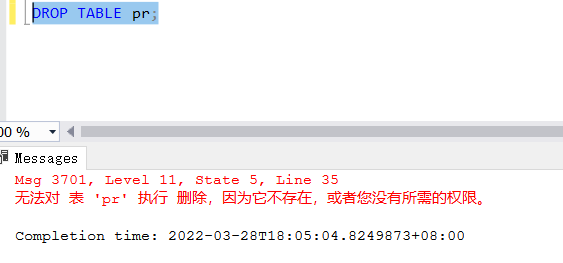 DROP TABLE pr;
00 %
Messages
Msg 3701, Level 11, State 5, Line 35
无法对 表 'pr' 执行 删除，因为它不存在，或者您没有所需的权限。
Completion time: 2022-03-28T18:05:04.8249873+08:00